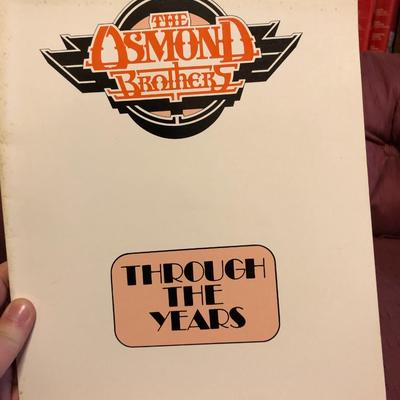 THE
OSMOND
BROTHERS
THROUGH
THE
YEARS